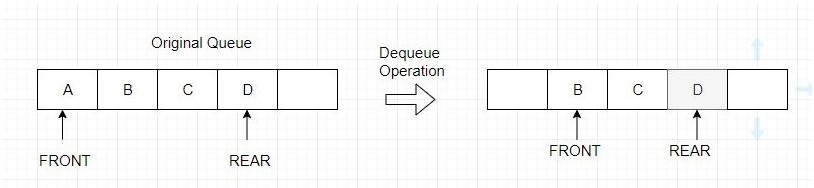 Original Queue
Dequeue
Operation
A B C D
B C D
FRONT REAR
FRONT REAR